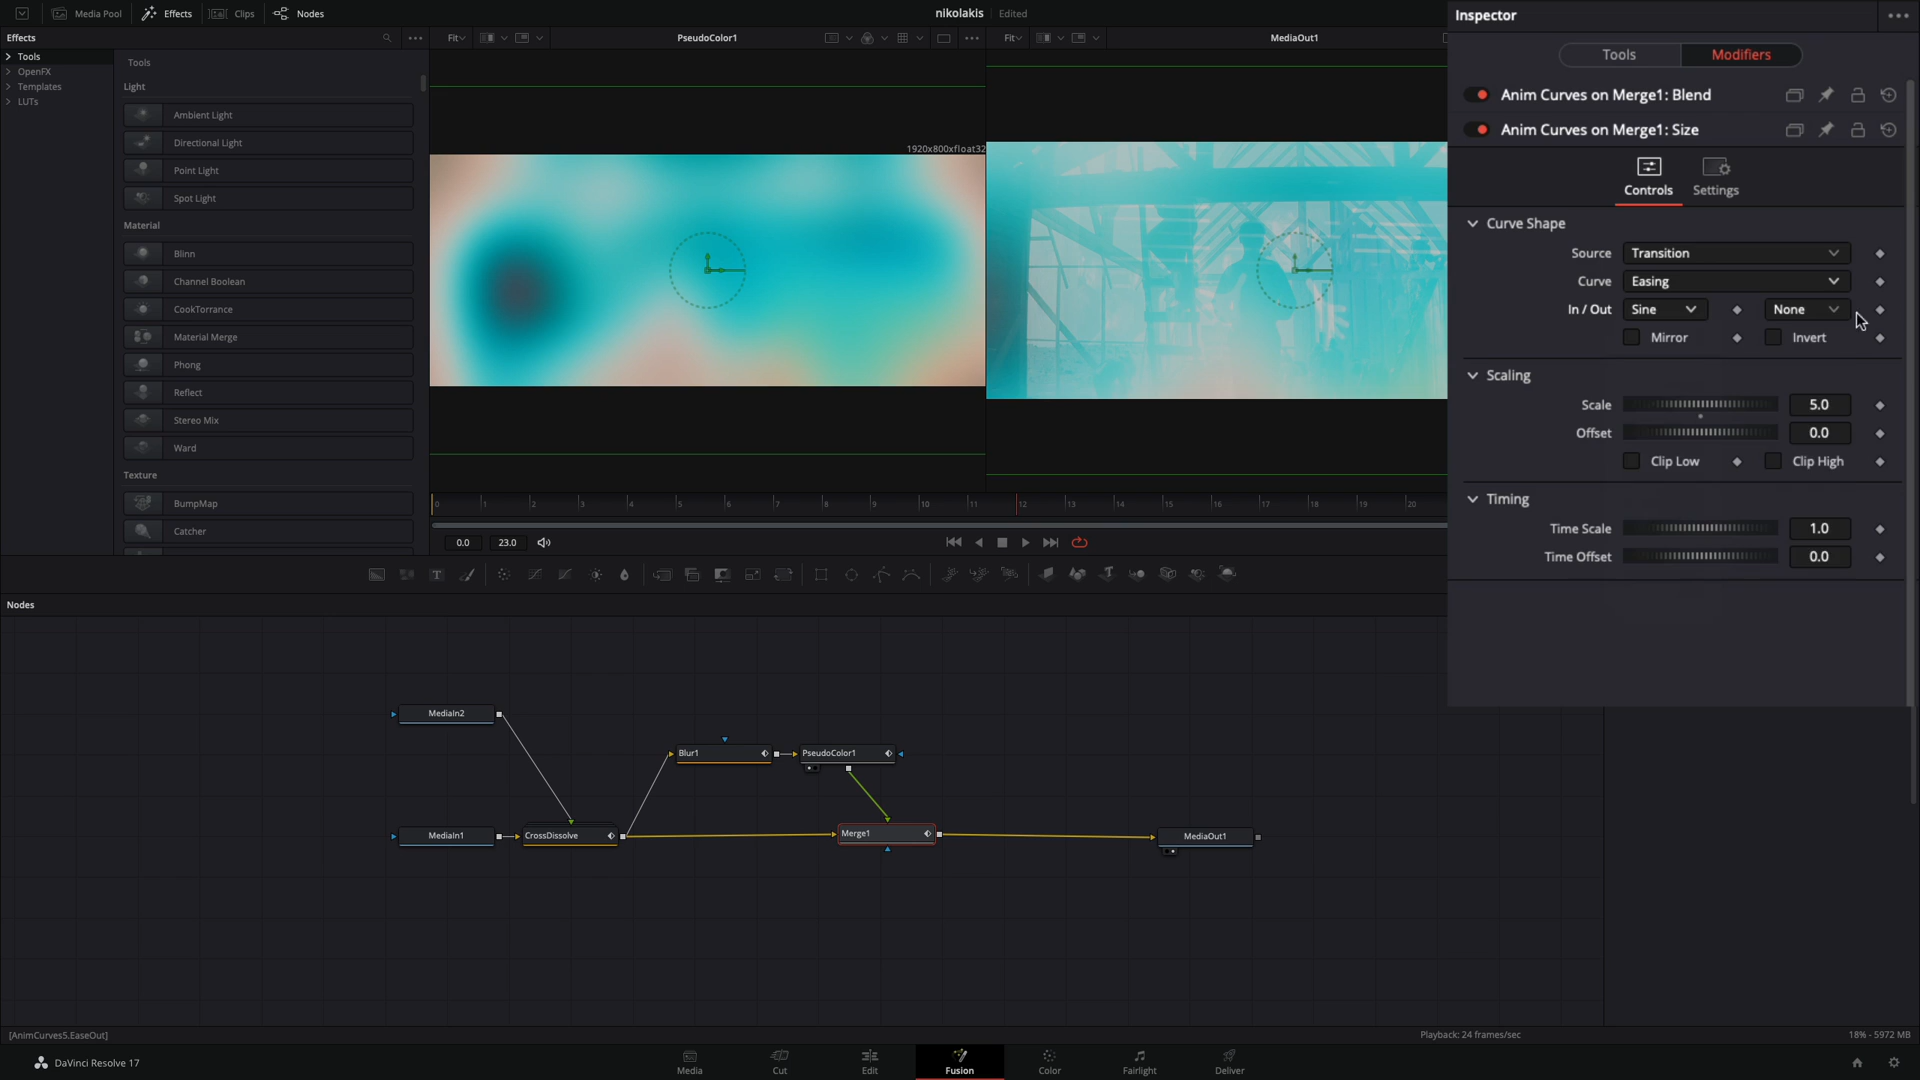 Media Pool Effects Clips Nodes nikolakis Edited
Inspector
Effects Fit PseudoColor1 Fit MediaOut1
Tools Modifiers
Tools
OpenFX
Templates
LUTs
Tools
Light
Ambient Light
Directional Light
Point Light
Spot Light
Material
Blinn
Channel Boolean
CookTorrance
Material Merge
Phong
Reflect
Stereo Mix
Ward
Texture
BumpMap
Catcher
1920x800xfloat32
0 1 2 3 4 5 6 7 8 9 10 11 12 13 14 15 16 17 18 19 20
0.0 23.0
Anim Curves on Merge1: Blend
Anim Curves on Merge1: Size
Controls Settings
Curve Shape
Source Transition
Curve Easing
In / Out Sine None
Mirror Invert
Scaling
Scale 5.0
Offset 0.0
Clip Low Clip High
Timing
Time Scale 1.0
Time Offset 0.0
Nodes
MediaIn2
Blur1 PseudoColor1
MediaIn1 CrossDissolve Merge1 MediaOut1
[AnimCurves5.EaseOut] Playback: 24 frames/sec 18% - 5972 MB
DaVinci Resolve 17 Media Cut Edit Fusion Color Fairlight Deliver